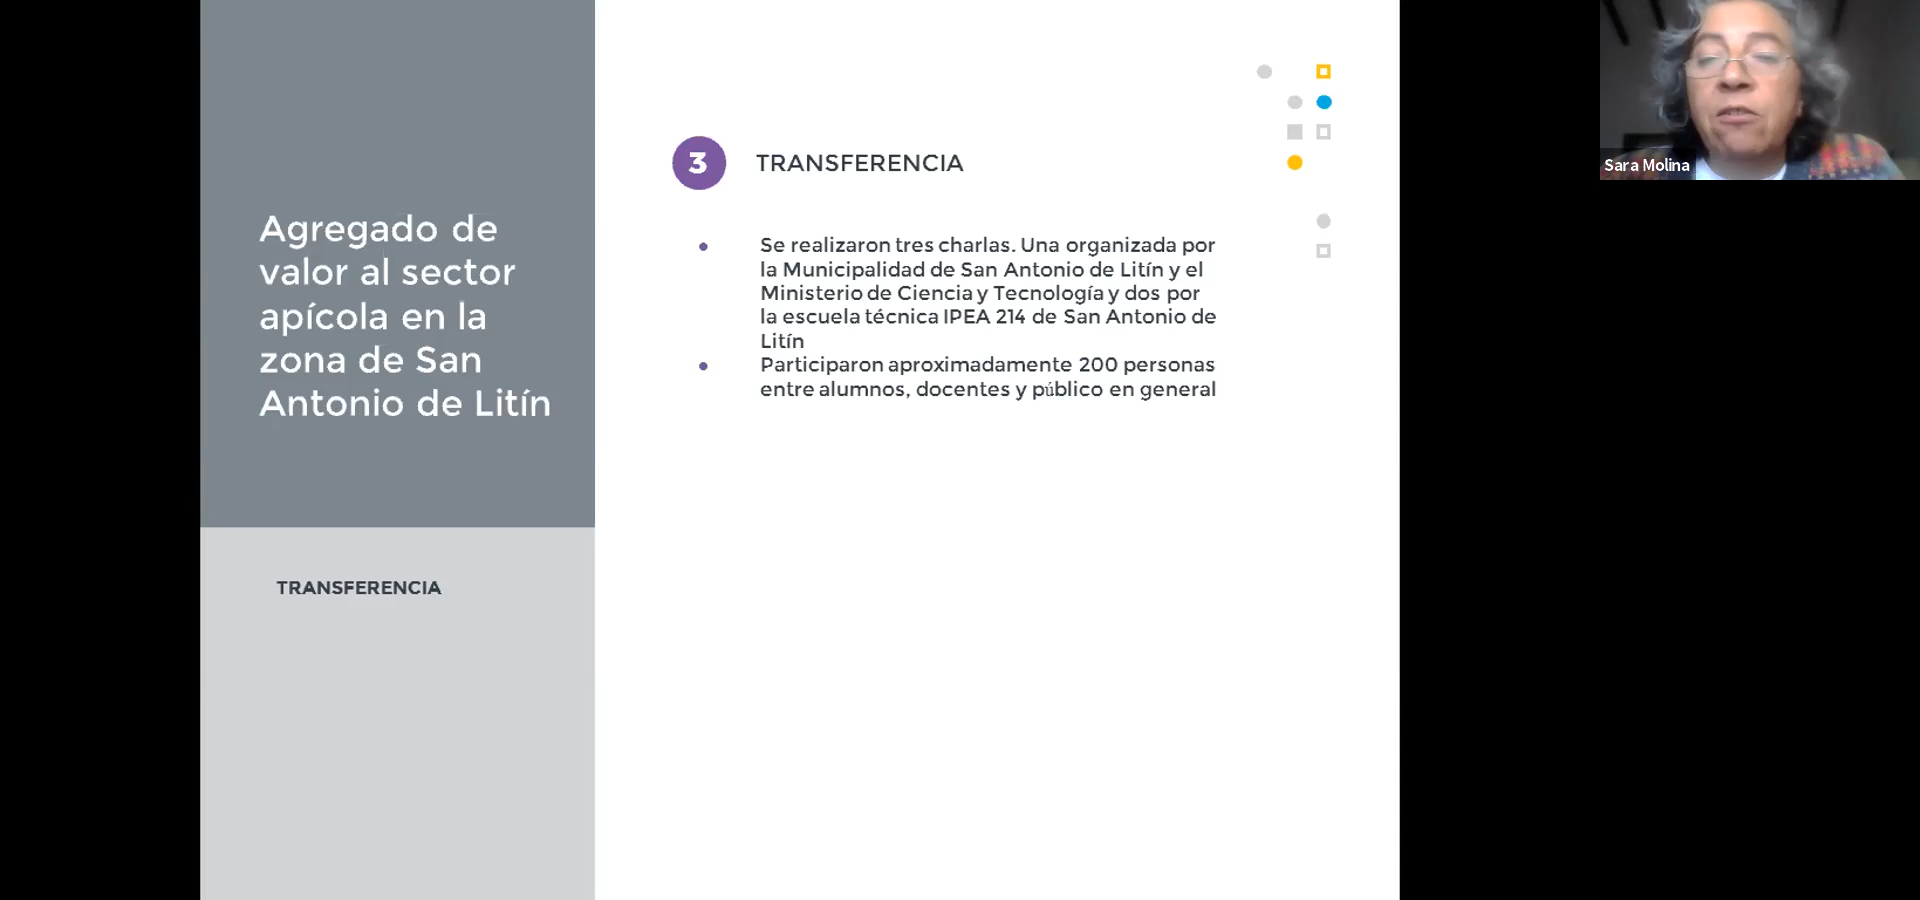 Agregado de
valor al sector
apícola en la
zona de San
Antonio de Litín
TRANSFERENCIA
3
TRANSFERENCIA
• Se realizaron tres charlas. Una organizada por
la Municipalidad de San Antonio de Litín y el
Ministerio de Ciencia y Tecnología y dos por
la escuela técnica IPEA 214 de San Antonio de
Litín
• Participaron aproximadamente 200 personas
entre alumnos, docentes y público en general
Sara Molina